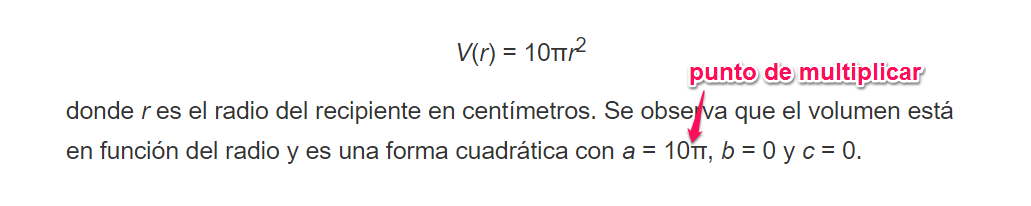 V(r) = 10πr²
punto de multiplicar
donde r es el radio del recipiente en centímetros. Se observa que el volumen está
en función del radio y es una forma cuadrática con a = 10π, b = 0 y c = 0.